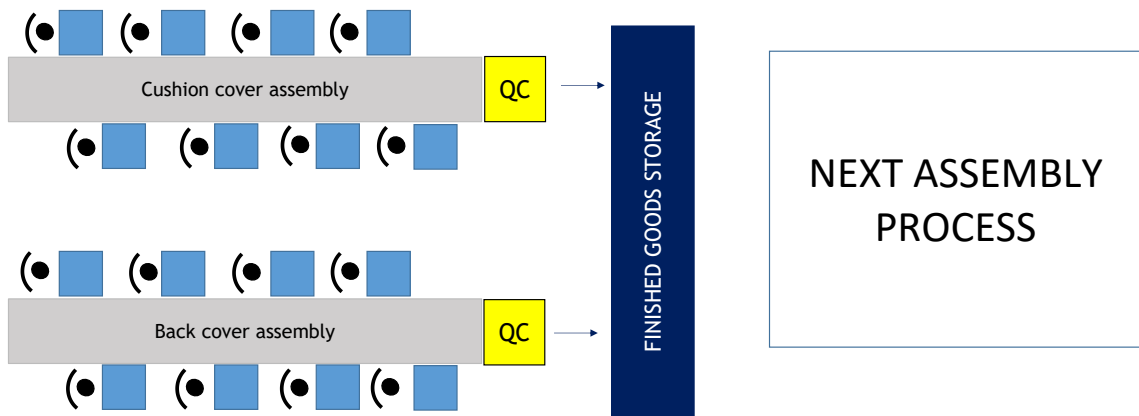 Cushion cover assembly
QC
FINISHED GOODS STORAGE
NEXT ASSEMBLY
PROCESS
Back cover assembly
QC